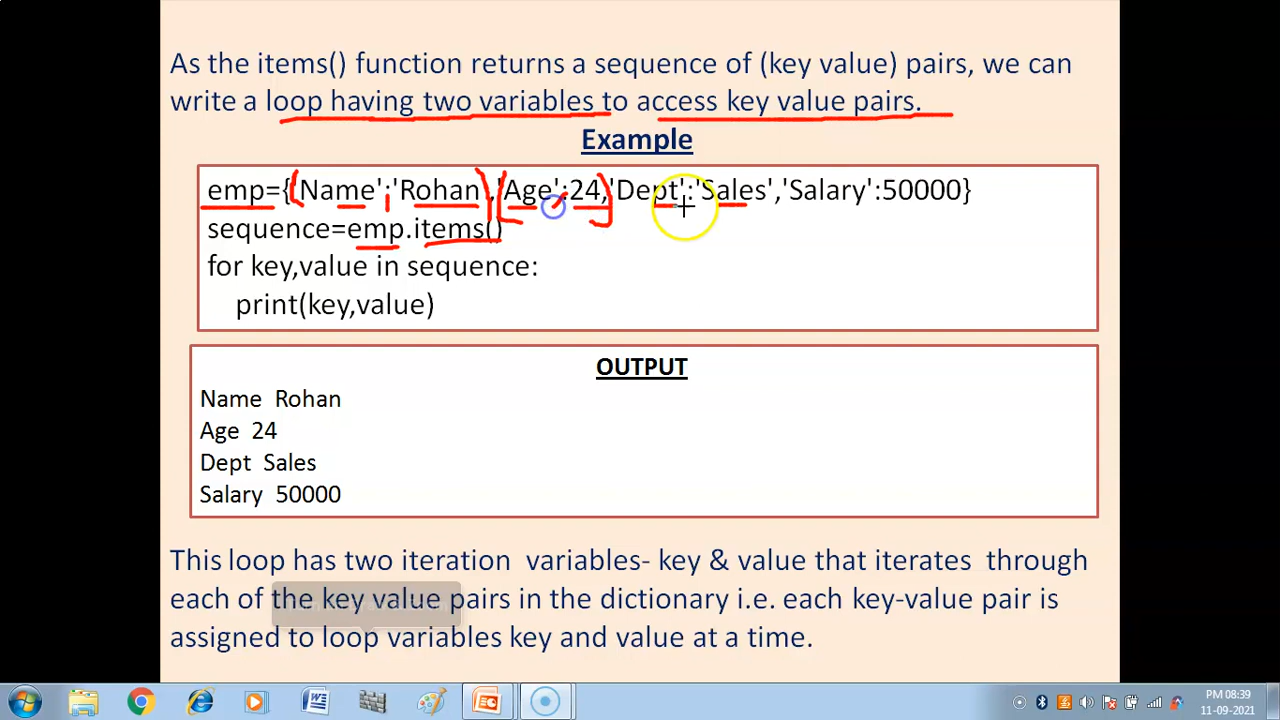 As the items() function returns a sequence of (key value) pairs, we can
write a loop having two variables to access key value pairs.
Example
emp={'Name':'Rohan','Age':24,'Dept':'Sales','Salary':50000}
sequence=emp.items()
for key,value in sequence:
print(key,value)
OUTPUT
Name Rohan
Age 24
Dept Sales
Salary 50000
This loop has two iteration variables- key & value that iterates through
each of the key value pairs in the dictionary i.e. each key-value pair is
assigned to loop variables key and value at a time.
PM 08:39
11-09-2021